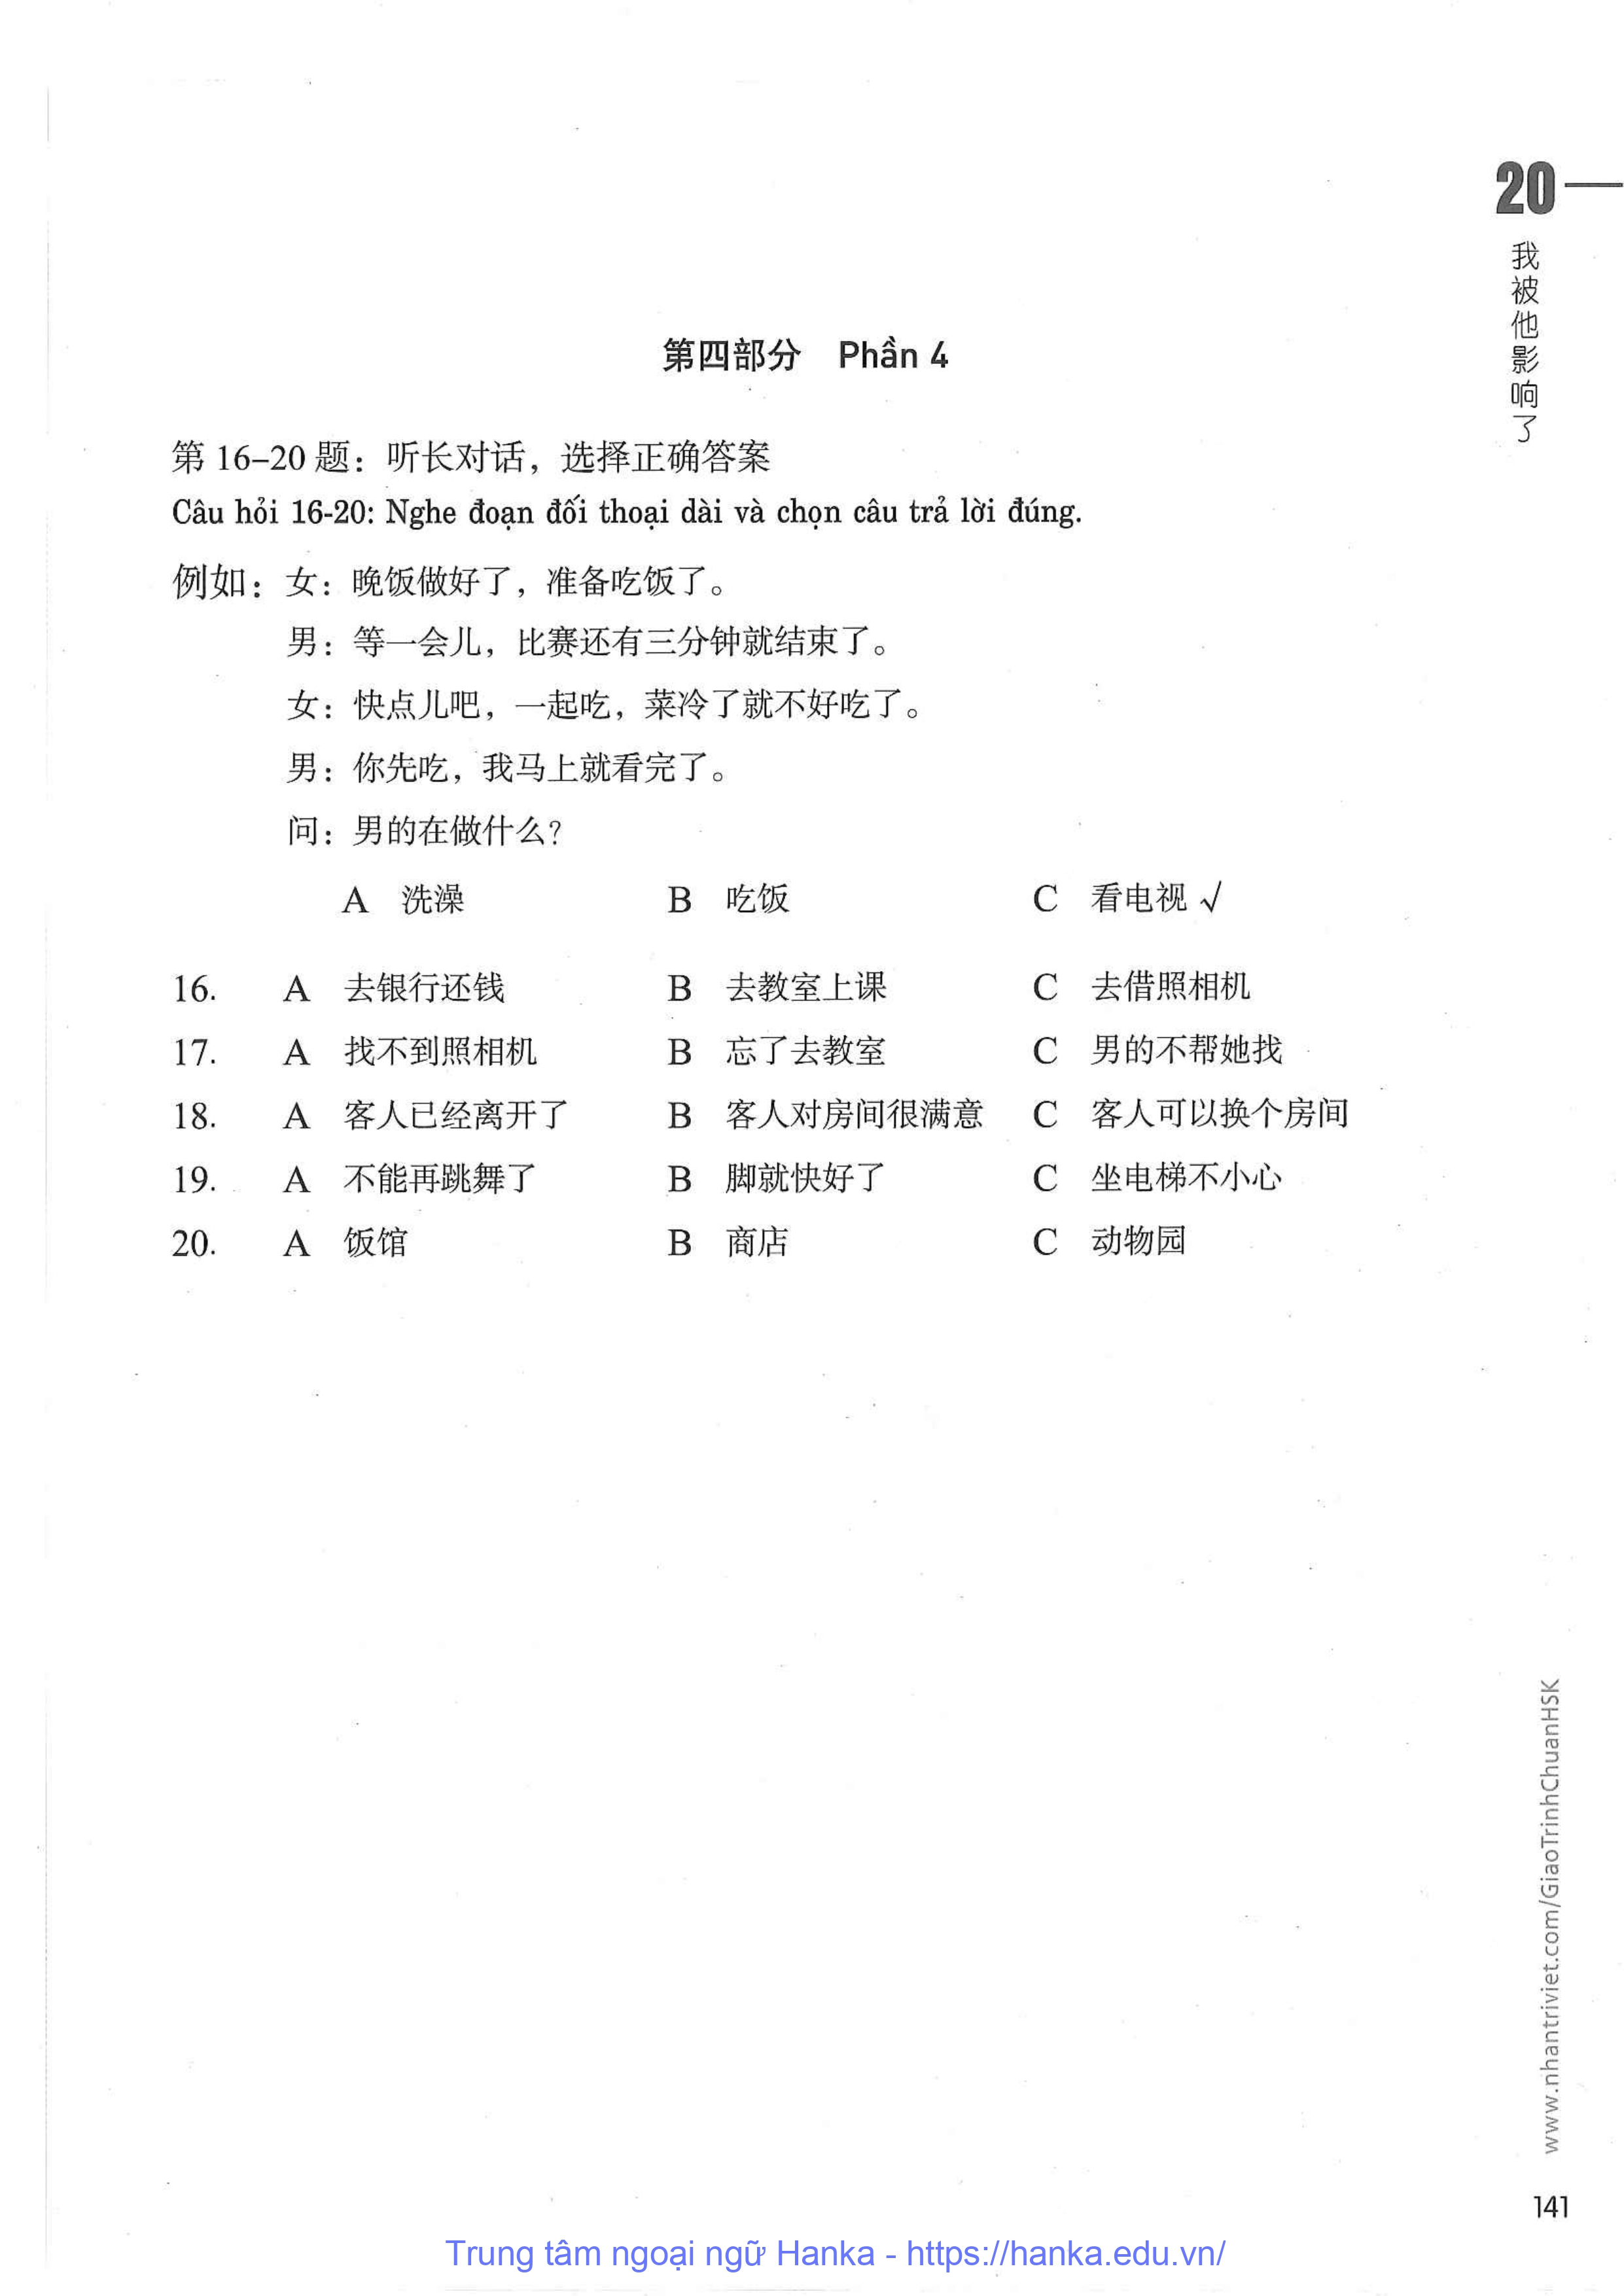 20
我被他影响了
第四部分 Phần 4
第 16–20 题：听长对话，选择正确答案
Câu hỏi 16-20: Nghe đoạn đối thoại dài và chọn câu trả lời đúng.
例如：女：晚饭做好了，准备吃饭了。
男：等一会儿，比赛还有三分钟就结束了。
女：快点儿吧，一起吃，菜冷了就不好吃了。
男：你先吃，我马上就看完了。
问：男的在做什么？
A 洗澡 B 吃饭 C 看电视 √
16. A 去银行还钱 B 去教室上课 C 去借照相机
17. A 找不到照相机 B 忘了去教室 C 男的不帮她找
18. A 客人已经离开了 B 客人对房间很满意 C 客人可以换个房间
19. A 不能再跳舞了 B 脚就快好了 C 坐电梯不小心
20. A 饭馆 B 商店 C 动物园
www.nhantriviet.com/GiaoTrinhChuanHSK
141
Trung tâm ngoại ngữ Hanka - https://hanka.edu.vn/